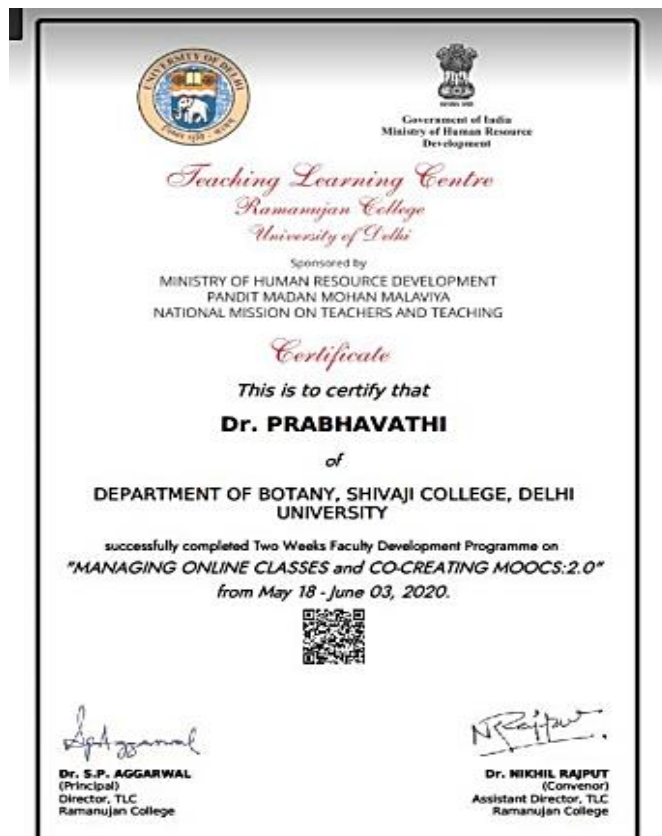 UNIVERSITY OF DELHI
Government of India
Ministry of Human Resource
Development
Teaching Learning Centre
Ramanujan College
University of Delhi
Sponsored by
MINISTRY OF HUMAN RESOURCE DEVELOPMENT
PANDIT MADAN MOHAN MALAVIYA
NATIONAL MISSION ON TEACHERS AND TEACHING
Certificate
This is to certify that
Dr. PRABHAVATHI
of
DEPARTMENT OF BOTANY, SHIVAJI COLLEGE, DELHI
UNIVERSITY
successfully completed Two Weeks Faculty Development Programme on
"MANAGING ONLINE CLASSES and CO-CREATING MOOCS:2.0"
from May 18 - June 03, 2020.
Dr. S.P. AGGARWAL
(Principal)
Director, TLC
Ramanujan College
Dr. NIKHIL RAJPUT
(Convenor)
Assistant Director, TLC
Ramanujan College